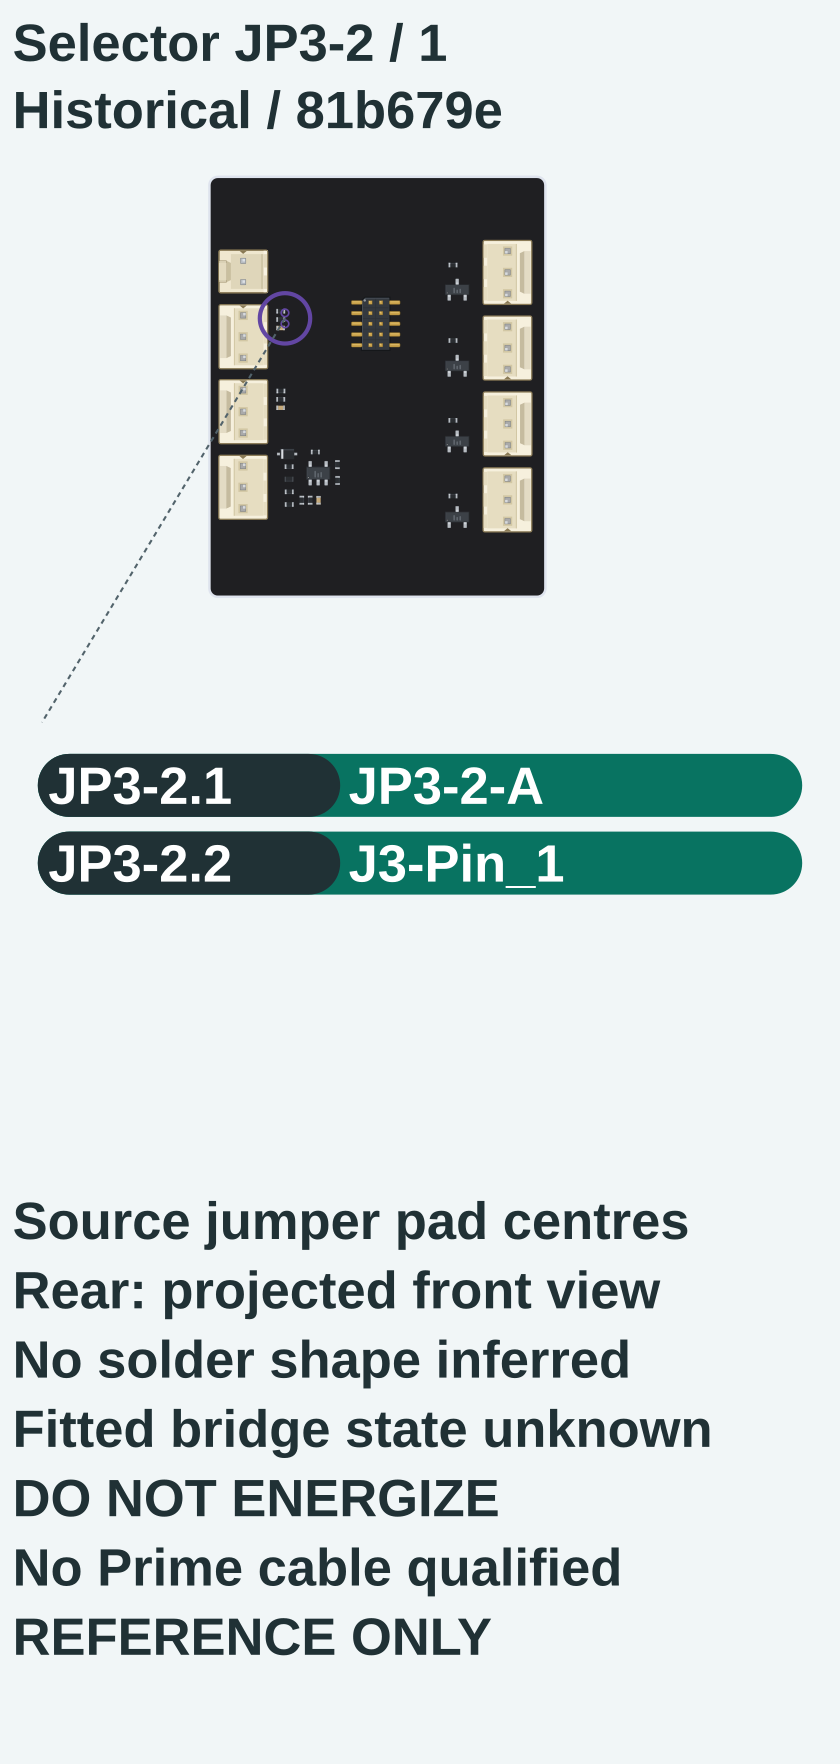 Selector JP3-2 / 1
Historical / 81b679e
JP3-2.1 JP3-2-A
JP3-2.2 J3-Pin_1
Source jumper pad centres
Rear: projected front view
No solder shape inferred
Fitted bridge state unknown
DO NOT ENERGIZE
No Prime cable qualified
REFERENCE ONLY